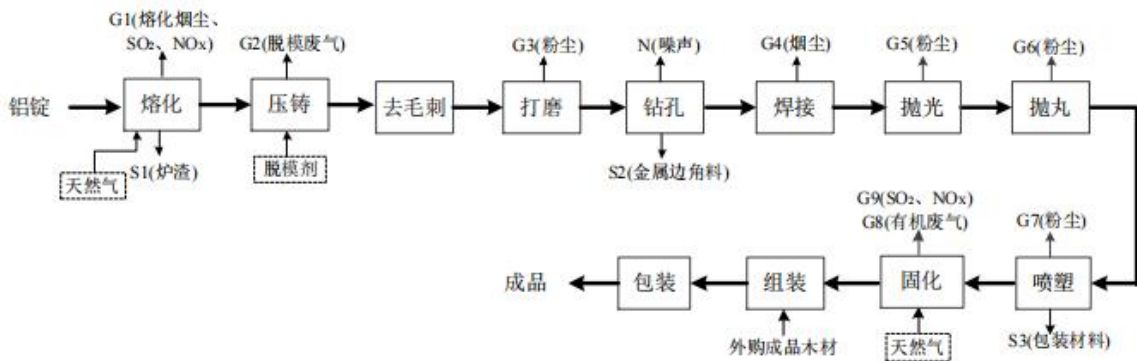 G1(熔化烟尘、
SO₂、NOx)
G2(脱模废气)
G3(粉尘)
N(噪声)
G4(烟尘)
G5(粉尘)
G6(粉尘)
铝锭
熔化
压铸
去毛刺
打磨
钻孔
焊接
抛光
抛丸
天然气
S1(炉渣)
脱模剂
S2(金属边角料)
G9(SO₂、NOx)
G8(有机废气)
G7(粉尘)
成品
包装
组装
固化
喷塑
外购成品木材
天然气
S3(包装材料)